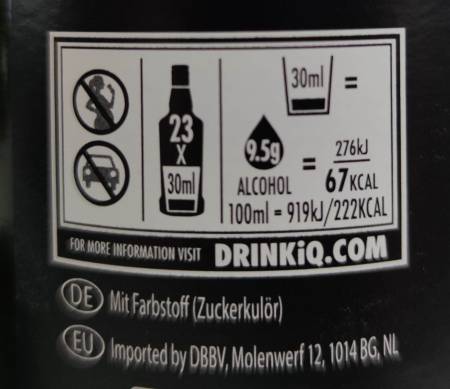 23
X
30ml
30ml =
9.5g
ALCOHOL
=
276kJ
67KCAL
100ml = 919kJ/222KCAL
FOR MORE INFORMATION VISIT DRINKiQ.COM
DE Mit Farbstoff (Zuckerkulör)
EU Imported by DBBV, Molenwerf 12, 1014 BG, NL